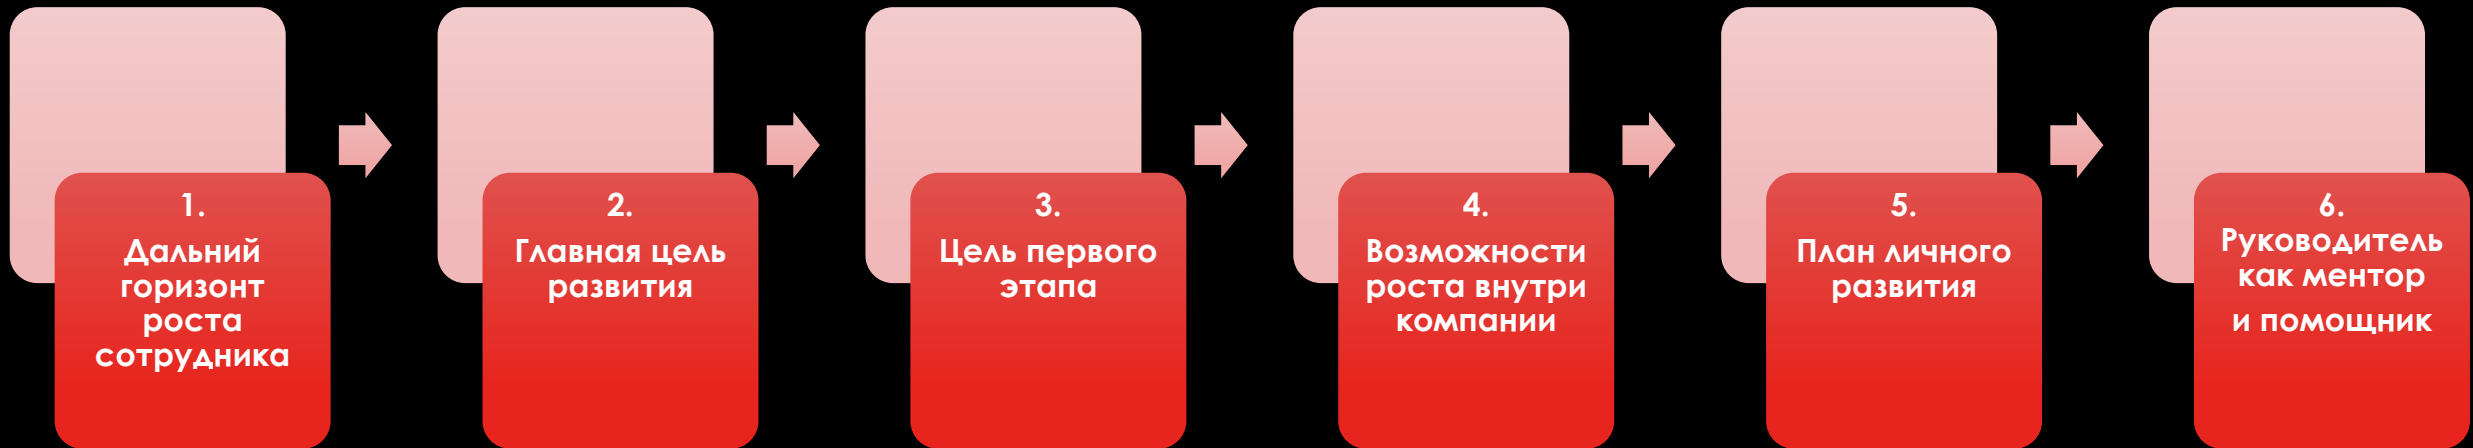 1.
Дальний
горизонт
роста
сотрудника
2.
Главная цель
развития
3.
Цель первого
этапа
4.
Возможности
роста внутри
компании
5.
План личного
развития
6.
Руководитель
как ментор
и помощник